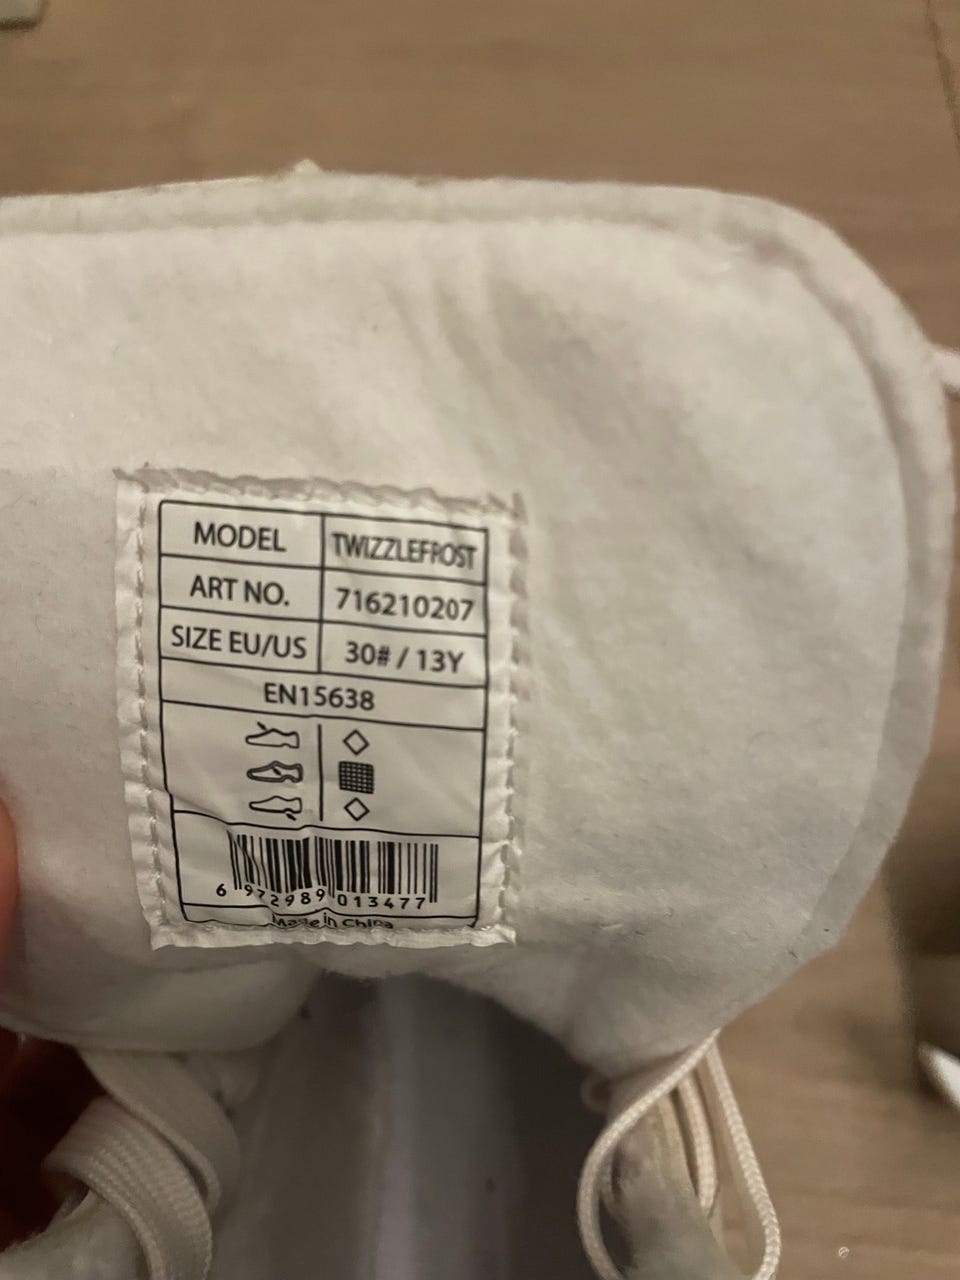 MODEL TWIZZLEFROST
ART NO. 716210207
SIZE EU/US 30# / 13Y
EN15638
6 972989 013477
Made in China